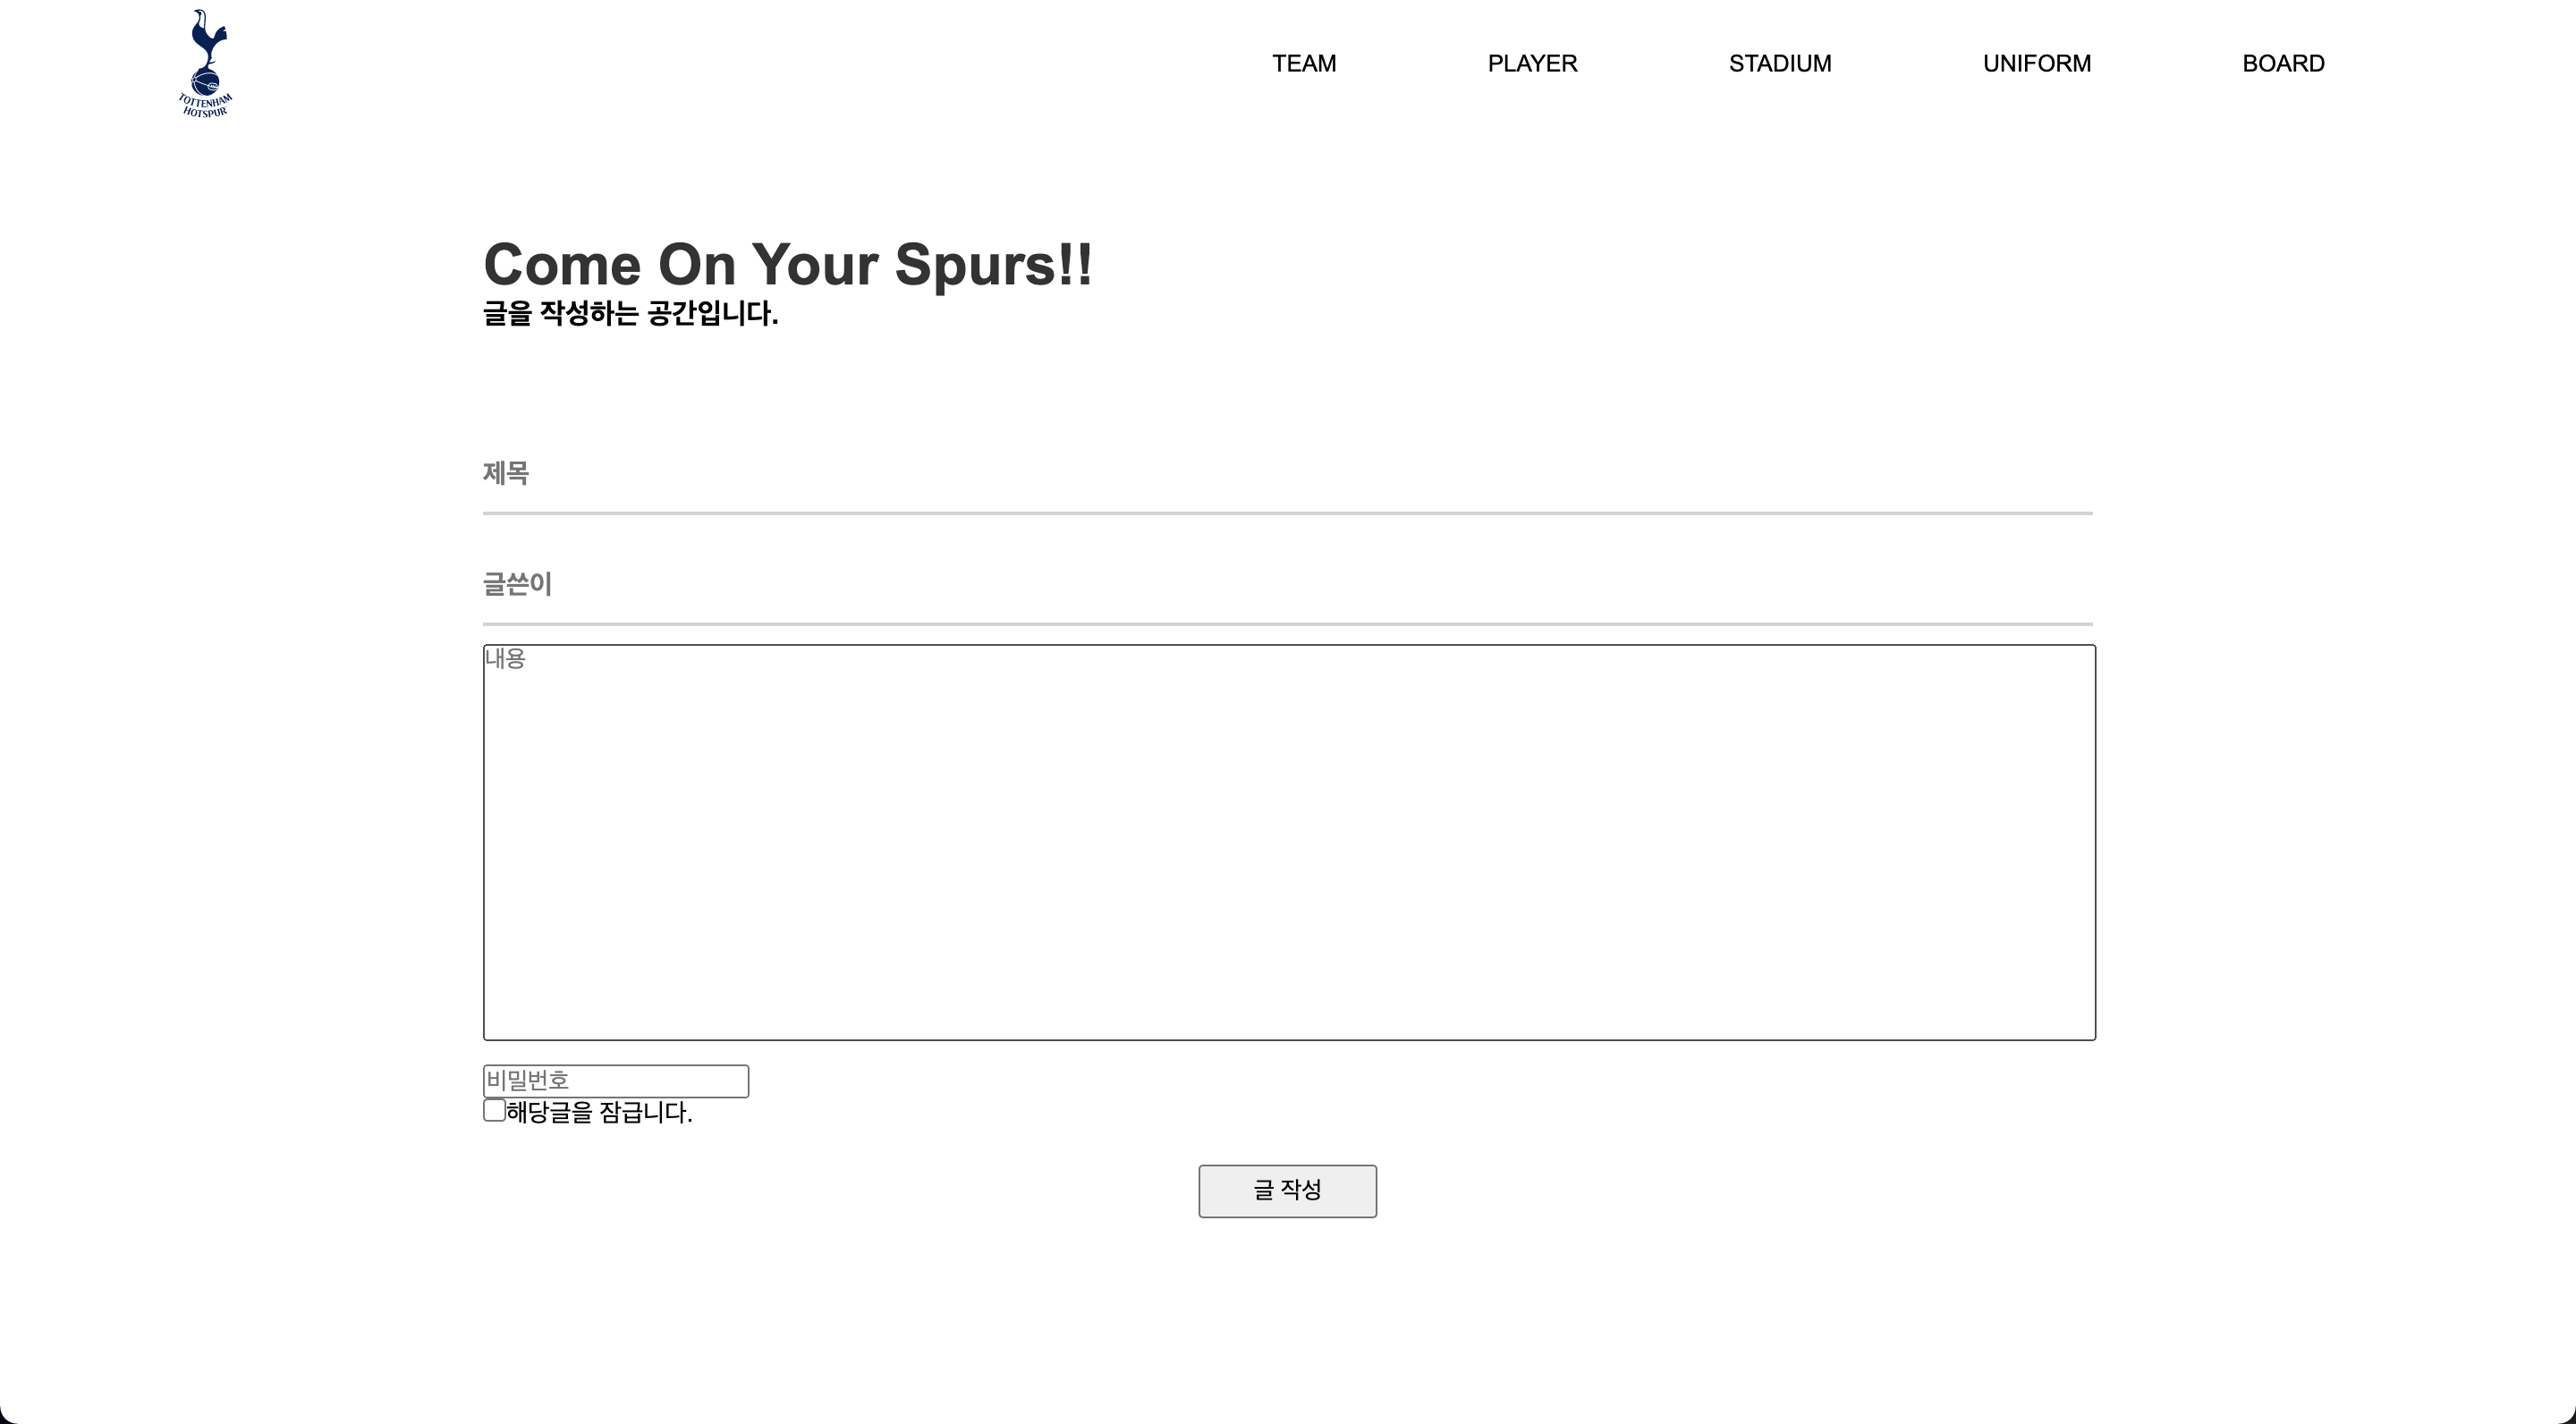 TOTTENHAM
HOTSPUR
TEAM PLAYER STADIUM UNIFORM BOARD
Come On Your Spurs!!
글을 작성하는 공간입니다.
제목
글쓴이
내용
비밀번호
해당글을 잠급니다.
글 작성